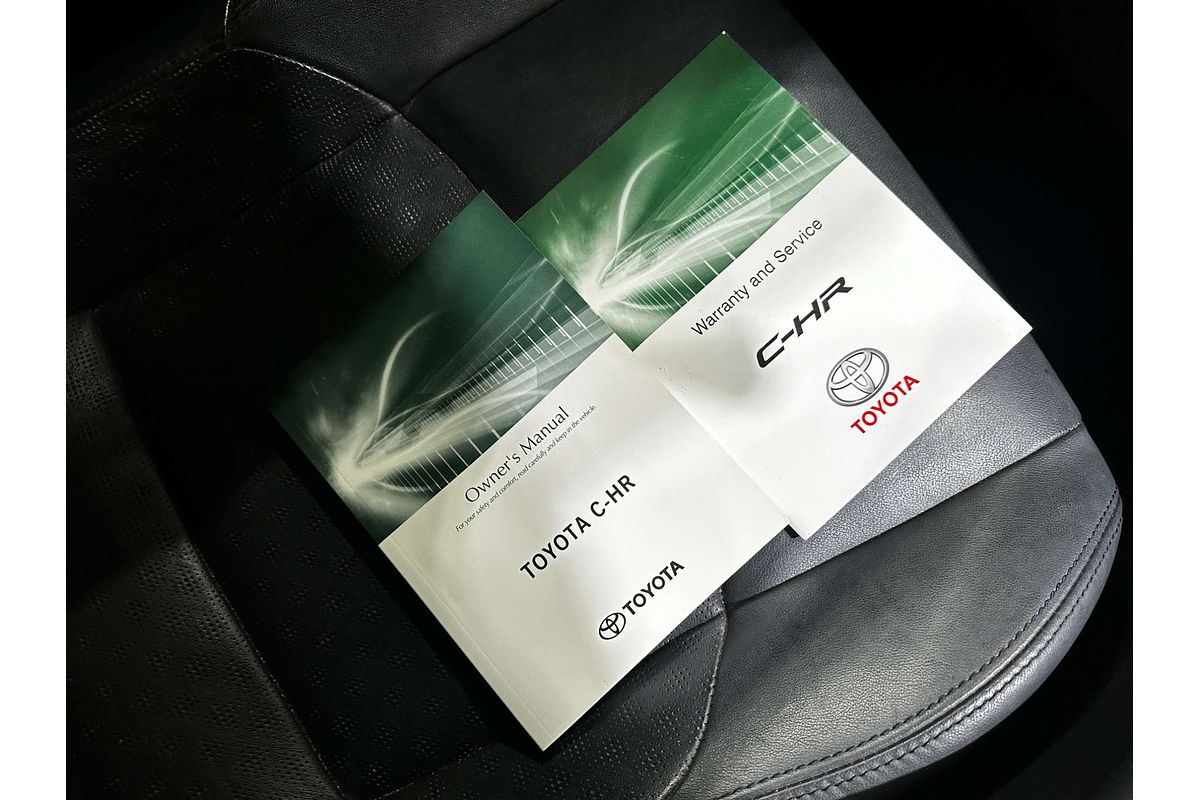 Warranty and Service
C-HR
TOYOTA
Owner's Manual
For your safety and comfort, read carefully and keep in the vehicle.
TOYOTA C-HR
TOYOTA